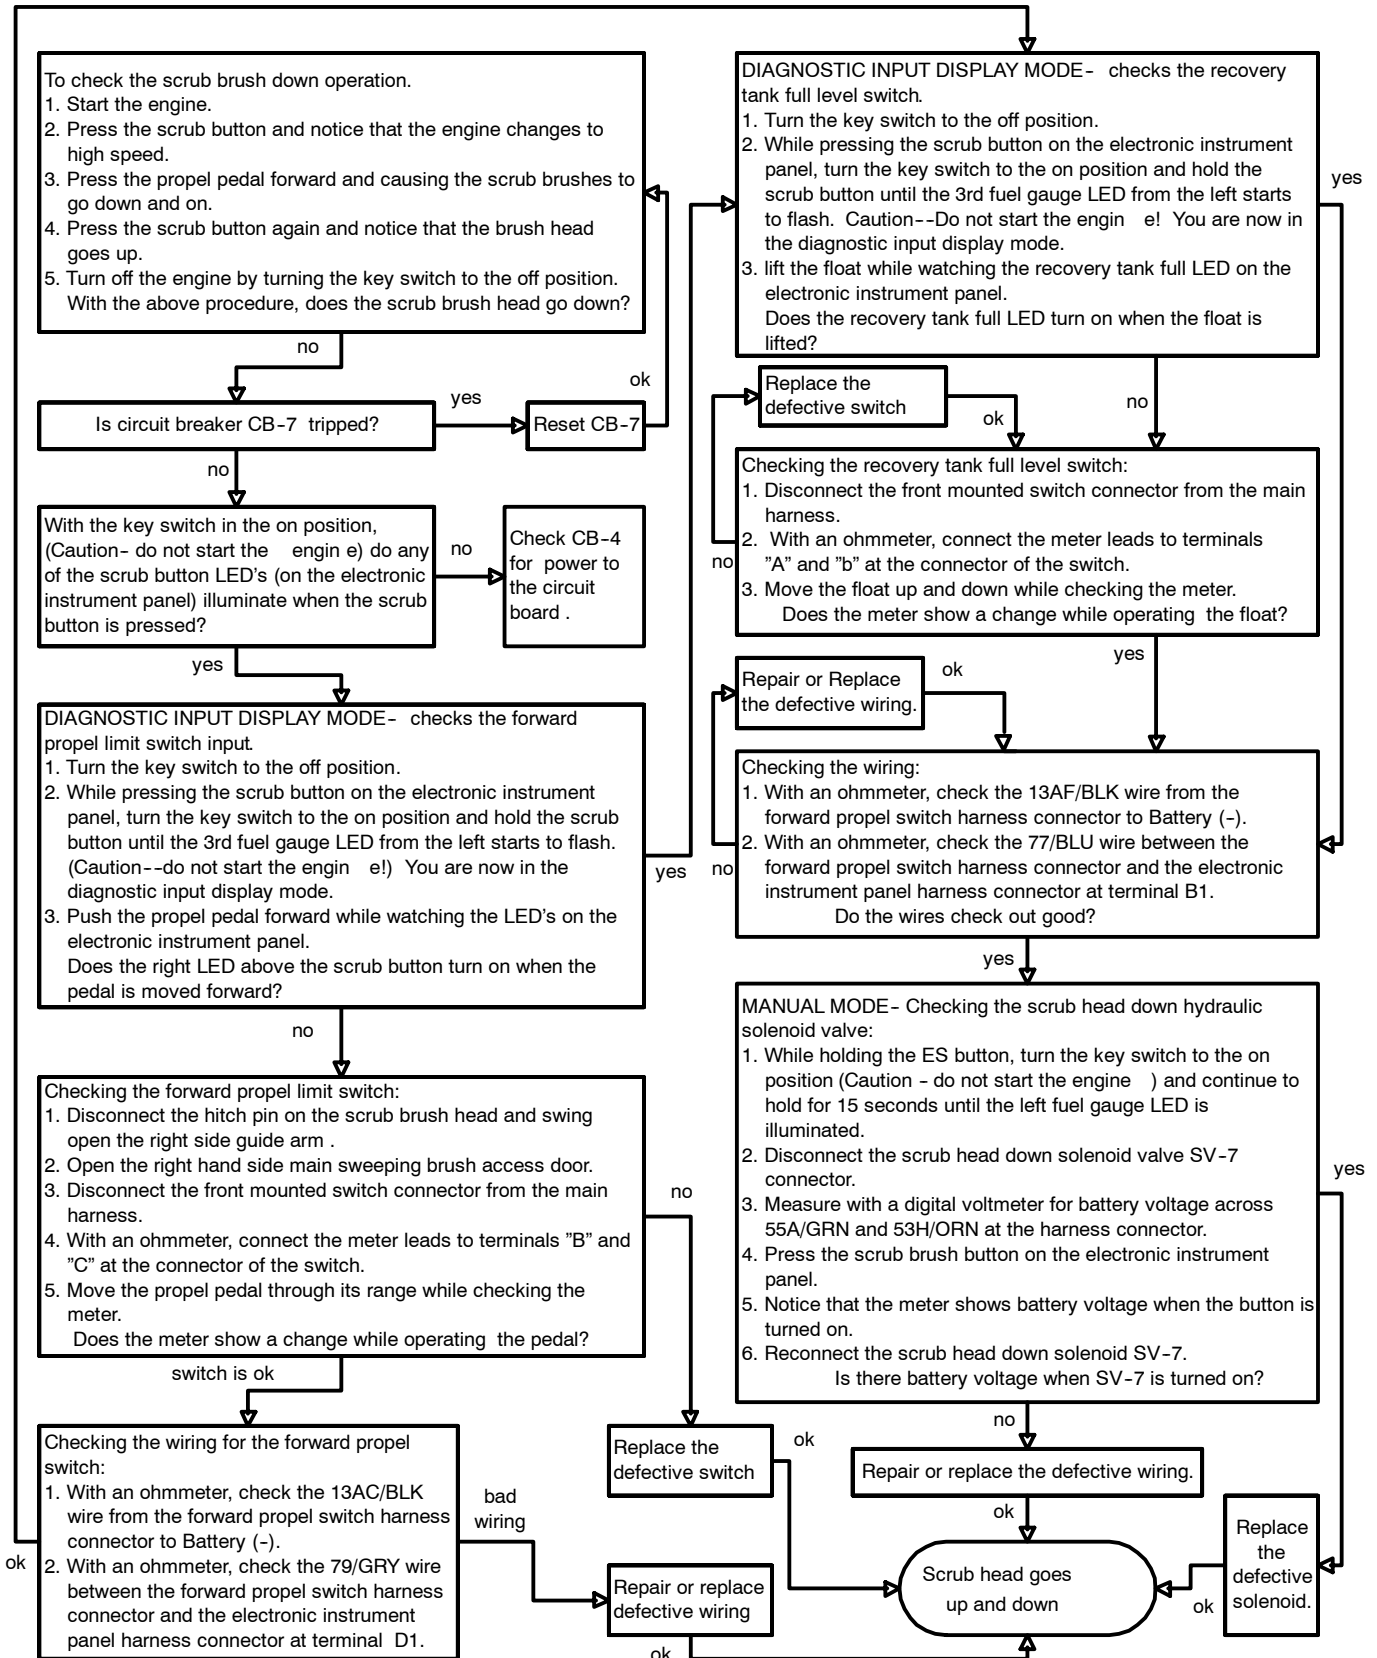 To check the scrub brush down operation.
1. Start the engine.
2. Press the scrub button and notice that the engine changes to
high speed.
3. Press the propel pedal forward and causing the scrub brushes to
go down and on.
4. Press the scrub button again and notice that the brush head
goes up.
5. Turn off the engine by turning the key switch to the off position.
With the above procedure, does the scrub brush head go down?
no
ok
Is circuit breaker CB-7 tripped?
yes
Reset CB-7
no
With the key switch in the on position,
(Caution- do not start the engin e) do any
of the scrub button LED's (on the electronic
instrument panel) illuminate when the scrub
button is pressed?
no
Check CB-4
for power to
the circuit
board .
yes
DIAGNOSTIC INPUT DISPLAY MODE- checks the forward
propel limit switch input.
1. Turn the key switch to the off position.
2. While pressing the scrub button on the electronic instrument
panel, turn the key switch to the on position and hold the scrub
button until the 3rd fuel gauge LED from the left starts to flash.
(Caution--do not start the engin e!) You are now in the
diagnostic input display mode.
3. Push the propel pedal forward while watching the LED's on the
electronic instrument panel.
Does the right LED above the scrub button turn on when the
pedal is moved forward?
yes
no
Checking the forward propel limit switch:
1. Disconnect the hitch pin on the scrub brush head and swing
open the right side guide arm .
2. Open the right hand side main sweeping brush access door.
3. Disconnect the front mounted switch connector from the main
harness.
4. With an ohmmeter, connect the meter leads to terminals "B" and
"C" at the connector of the switch.
5. Move the propel pedal through its range while checking the
meter.
Does the meter show a change while operating the pedal?
no
switch is ok
Checking the wiring for the forward propel
switch:
1. With an ohmmeter, check the 13AC/BLK
wire from the forward propel switch harness
connector to Battery (-).
2. With an ohmmeter, check the 79/GRY wire
between the forward propel switch harness
connector and the electronic instrument
panel harness connector at terminal D1.
ok
bad
wiring
Replace the
defective switch
ok
Repair or replace
defective wiring
ok
DIAGNOSTIC INPUT DISPLAY MODE- checks the recovery
tank full level switch.
1. Turn the key switch to the off position.
2. While pressing the scrub button on the electronic instrument
panel, turn the key switch to the on position and hold the
scrub button until the 3rd fuel gauge LED from the left starts
to flash. Caution--Do not start the engin e! You are now in
the diagnostic input display mode.
3. lift the float while watching the recovery tank full LED on the
electronic instrument panel.
Does the recovery tank full LED turn on when the float is
lifted?
yes
no
Replace the
defective switch
ok
Checking the recovery tank full level switch:
1. Disconnect the front mounted switch connector from the main
harness.
2. With an ohmmeter, connect the meter leads to terminals
"A" and "b" at the connector of the switch.
3. Move the float up and down while checking the meter.
Does the meter show a change while operating the float?
no
yes
Repair or Replace
the defective wiring.
ok
Checking the wiring:
1. With an ohmmeter, check the 13AF/BLK wire from the
forward propel switch harness connector to Battery (-).
2. With an ohmmeter, check the 77/BLU wire between the
forward propel switch harness connector and the electronic
instrument panel harness connector at terminal B1.
Do the wires check out good?
no
yes
MANUAL MODE- Checking the scrub head down hydraulic
solenoid valve:
1. While holding the ES button, turn the key switch to the on
position (Caution - do not start the engine ) and continue to
hold for 15 seconds until the left fuel gauge LED is
illuminated.
2. Disconnect the scrub head down solenoid valve SV-7
connector.
3. Measure with a digital voltmeter for battery voltage across
55A/GRN and 53H/ORN at the harness connector.
4. Press the scrub brush button on the electronic instrument
panel.
5. Notice that the meter shows battery voltage when the button is
turned on.
6. Reconnect the scrub head down solenoid SV-7.
Is there battery voltage when SV-7 is turned on?
yes
no
Repair or replace the defective wiring.
ok
Replace
the
defective
solenoid.
ok
Scrub head goes
up and down